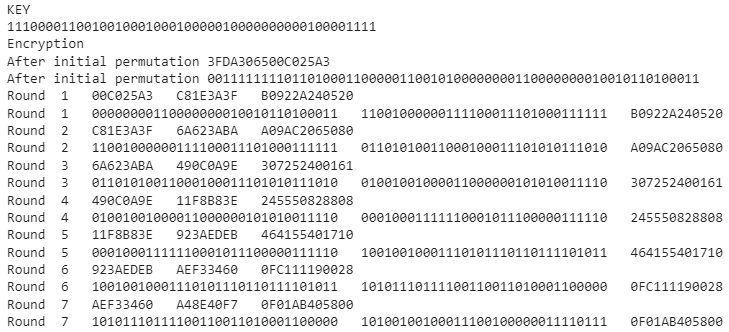 KEY
111000011001001000100010000010000000000100001111
Encryption
After initial permutation 3FDA306500C025A3
After initial permutation 0011111111011010001100000110010100000000110000000010010110100011
Round  1   00C025A3   C81E3A3F   B0922A240520
Round  1   00000000110000000010010110100011   11001000000111100011101000111111   B0922A240520
Round  2   C81E3A3F   6A623ABA   A09AC2065080
Round  2   11001000000111100011101000111111   01101010011000100011101010111010   A09AC2065080
Round  3   6A623ABA   490C0A9E   307252400161
Round  3   01101010011000100011101010111010   01001001000011000000101010011110   307252400161
Round  4   490C0A9E   11F8B83E   245550828808
Round  4   01001001000011000000101010011110   00010001111110001011100000111110   245550828808
Round  5   11F8B83E   923AEDEB   464155401710
Round  5   00010001111110001011100000111110   10010010001110101110110111101011   464155401710
Round  6   923AEDEB   AEF33460   0FC111190028
Round  6   10010010001110101110110111101011   10101110111100110011010001100000   0FC111190028
Round  7   AEF33460   A48E40F7   0F01AB405800
Round  7   10101110111100110011010001100000   10100100100011100100000011110111   0F01AB405800